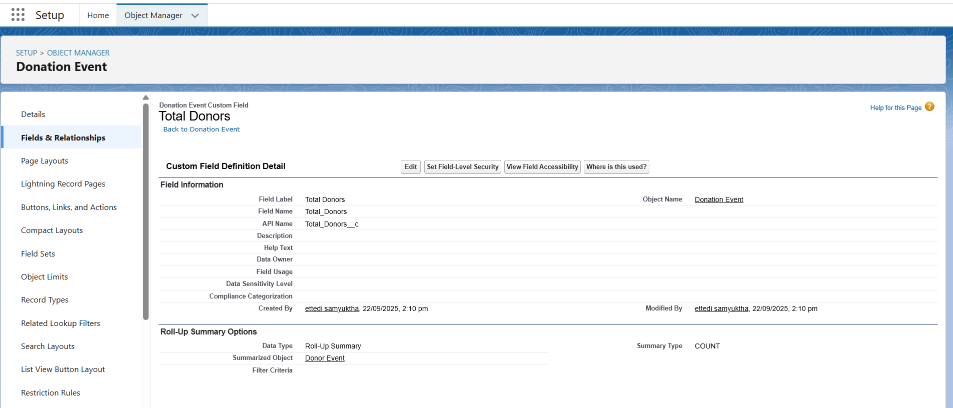 Setup Home Object Manager
SETUP > OBJECT MANAGER
Donation Event
Details
Fields & Relationships
Page Layouts
Lightning Record Pages
Buttons, Links, and Actions
Compact Layouts
Field Sets
Object Limits
Record Types
Related Lookup Filters
Search Layouts
List View Button Layout
Restriction Rules
Donation Event Custom Field
Total Donors
Back to Donation Event
Help for this Page ?
Custom Field Definition Detail Edit Set Field-Level Security View Field Accessibility Where is this used?
Field Information
Field Label Total Donors Object Name Donation Event
Field Name Total_Donors
API Name Total_Donors__c
Description
Help Text
Data Owner
Field Usage
Data Sensitivity Level
Compliance Categorization
Created By ettedi samyuktha, 22/09/2025, 2:10 pm Modified By ettedi samyuktha, 22/09/2025, 2:10 pm
Roll-Up Summary Options
Data Type Roll-Up Summary Summary Type COUNT
Summarized Object Donor Event
Filter Criteria